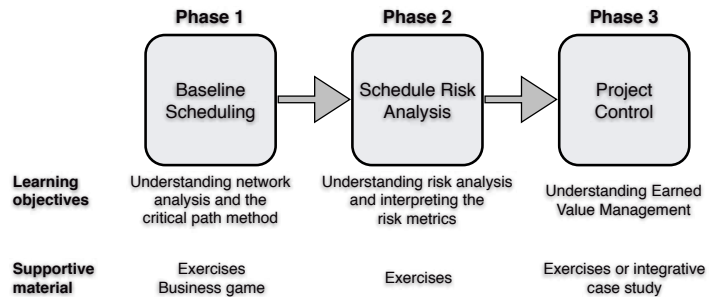 Phase 1
Phase 2
Phase 3
Baseline
Scheduling
Schedule Risk
Analysis
Project
Control
Learning
objectives
Understanding network
analysis and the
critical path method
Understanding risk analysis
and interpreting the
risk metrics
Understanding Earned
Value Management
Supportive
material
Exercises
Business game
Exercises
Exercises or integrative
case study